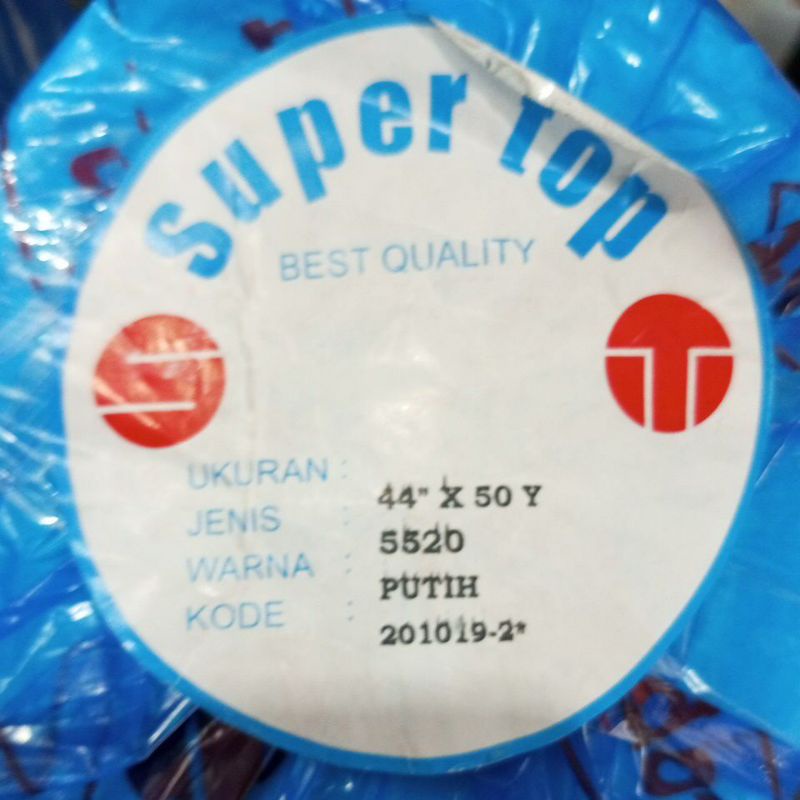 Super Top
BEST QUALITY
UKURAN : 44" X 50 Y
JENIS : 5520
WARNA : PUTIH
KODE : 201019-2*